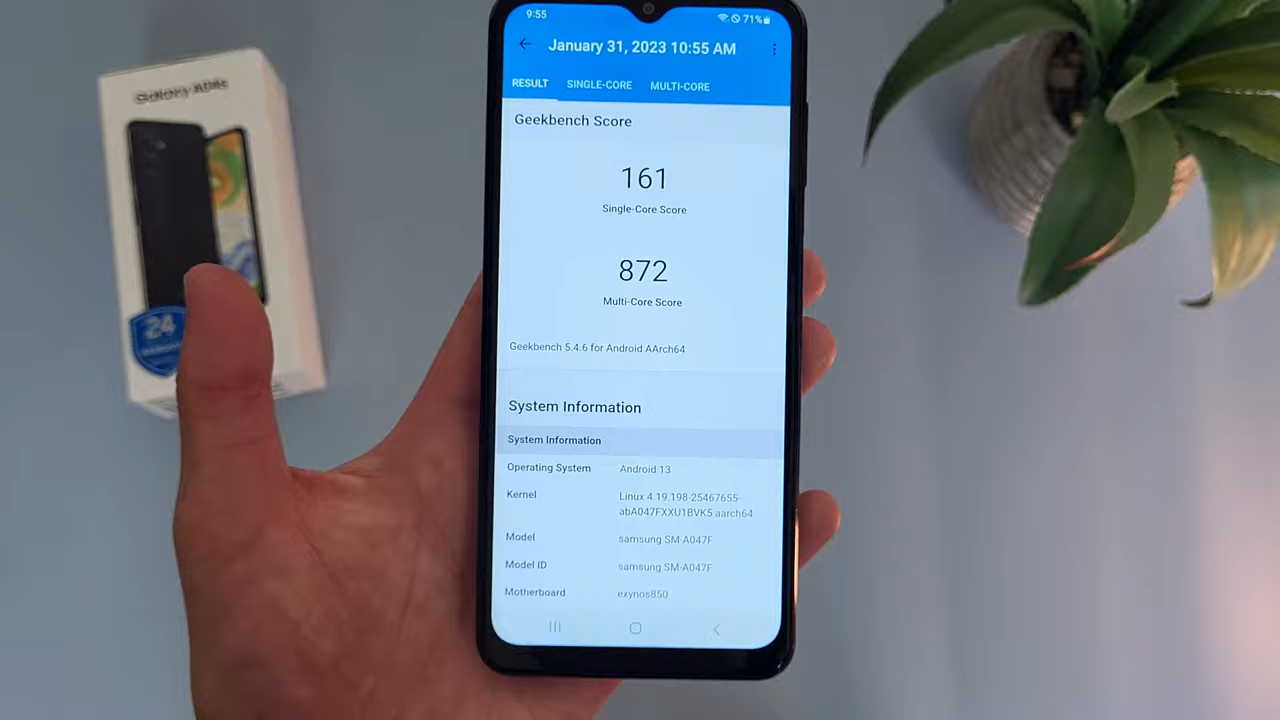 9:55
71%
January 31, 2023 10:55 AM
RESULT SINGLE-CORE MULTI-CORE
Geekbench Score
161
Single-Core Score
872
Multi-Core Score
Geekbench 5.4.6 for Android AArch64
System Information
System Information
Operating System Android 13
Kernel Linux 4.19.198-25467655-
abA047FXXU1BVK5 aarch64
Model samsung SM-A047F
Model ID samsung SM-A047F
Motherboard exynos850
Galaxy A04s
24